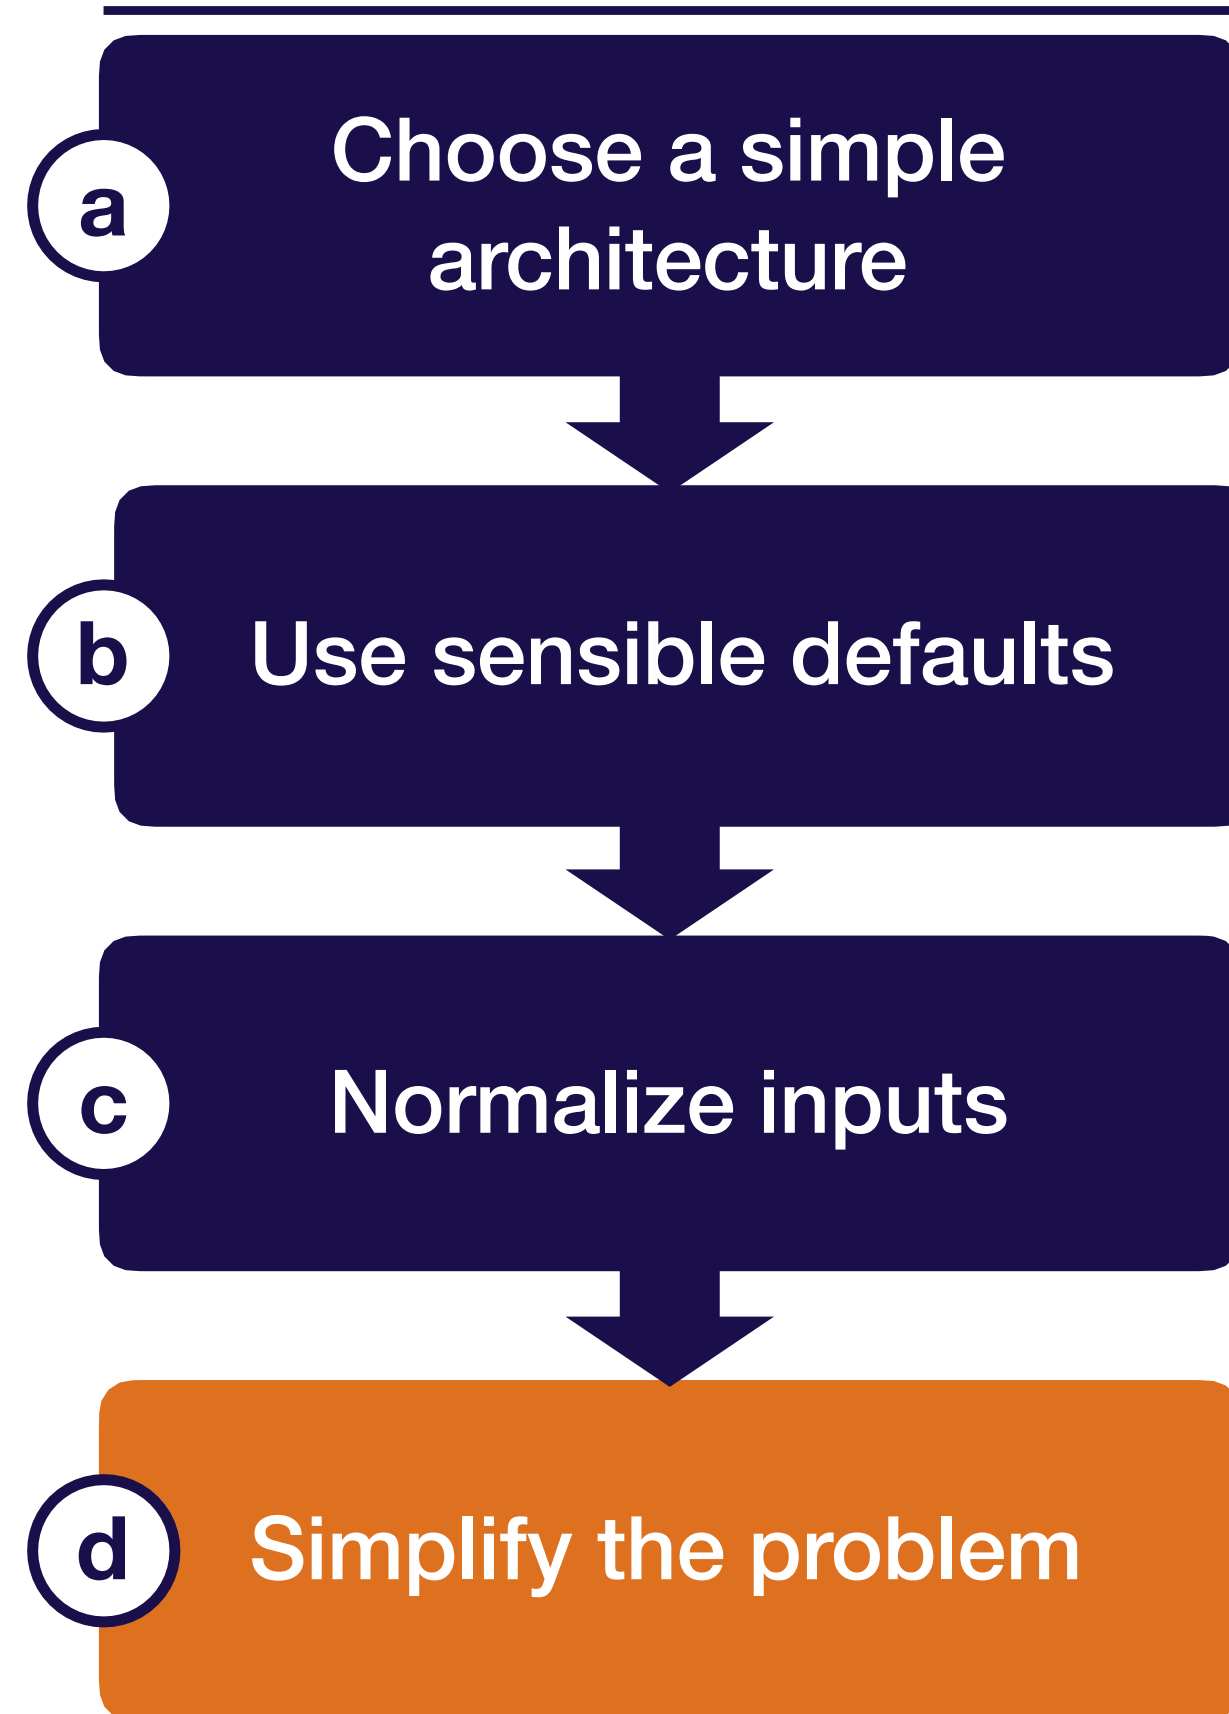 a
Choose a simple
architecture
b
Use sensible defaults
c
Normalize inputs
d
Simplify the problem